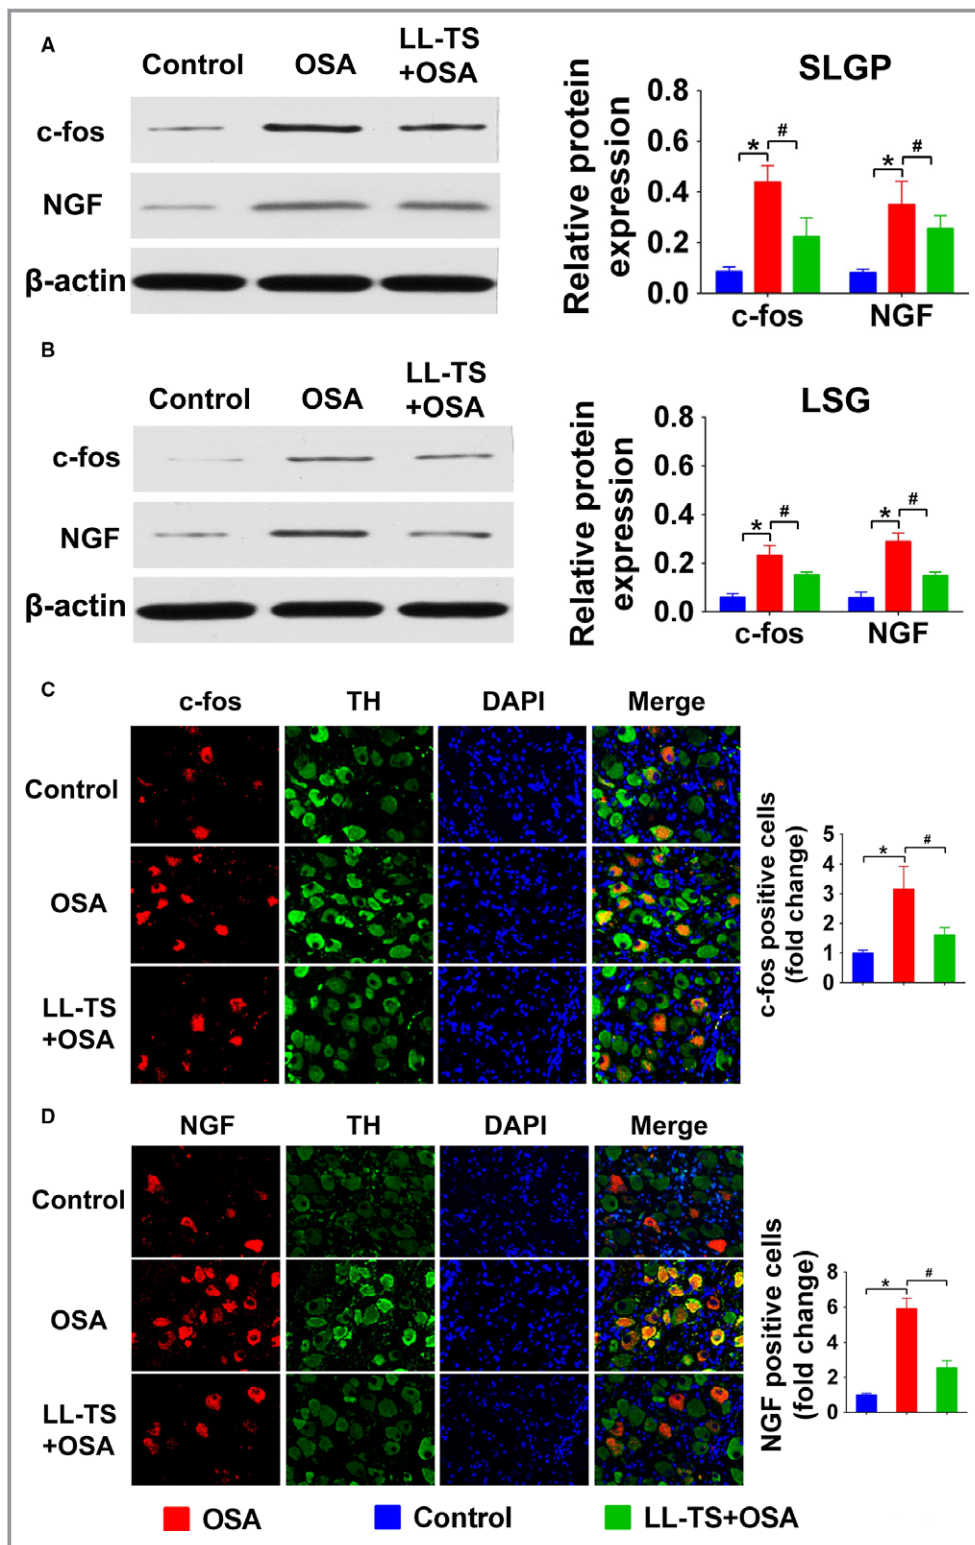 A
Control
OSA
LL-TS
+OSA
c-fos
NGF
β-actin
SLGP
Relative protein
expression
0.8
0.6
0.4
0.2
0.0
*
#
*
#
c-fos
NGF
B
Control
OSA
LL-TS
+OSA
c-fos
NGF
β-actin
LSG
Relative protein
expression
0.8
0.6
0.4
0.2
0.0
*
#
*
#
c-fos
NGF
C
c-fos
TH
DAPI
Merge
Control
OSA
LL-TS
+OSA
c-fos positive cells
(fold change)
5
4
3
2
1
0
*
#
D
NGF
TH
DAPI
Merge
Control
OSA
LL-TS
+OSA
NGF positive cells
(fold change)
8
6
4
2
0
*
#
OSA
Control
LL-TS+OSA